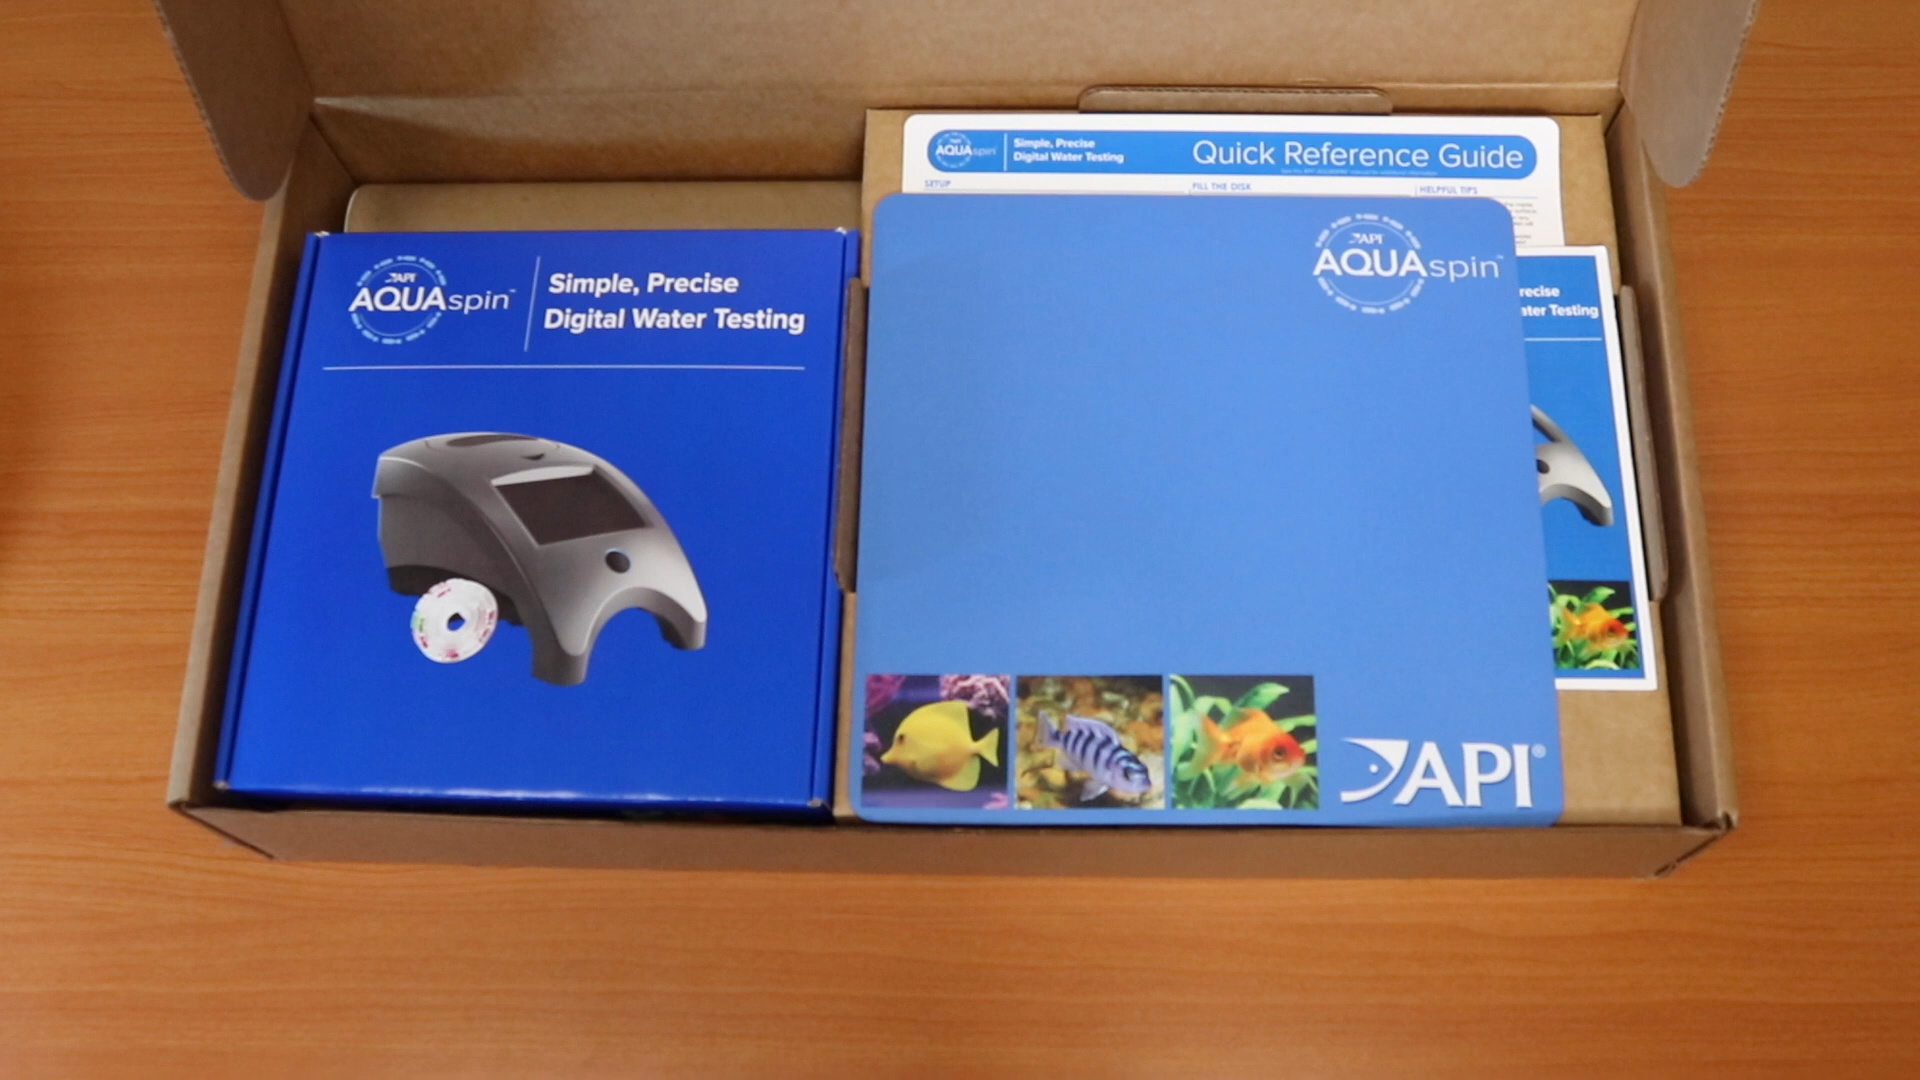 API
AQUAspin™
Simple, Precise
Digital Water Testing
AQUAspin
Simple, Precise
Digital Water Testing
Quick Reference Guide
SETUP
FILL THE DISK
HELPFUL TIPS
API
AQUAspin™
recise
ater Testing
API®